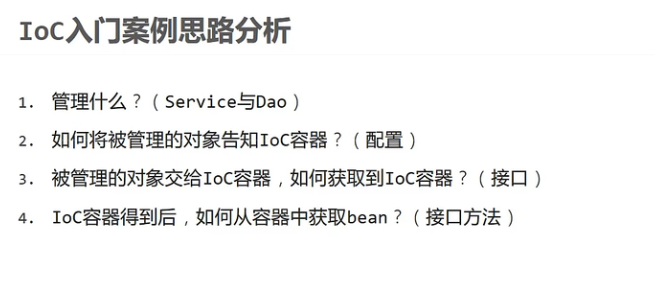 IoC入门案例思路分析
1. 管理什么？（Service与Dao）
2. 如何将被管理的对象告知IoC容器？（配置）
3. 被管理的对象交给IoC容器，如何获取到IoC容器？（接口）
4. IoC容器得到后，如何从容器中获取bean？（接口方法）